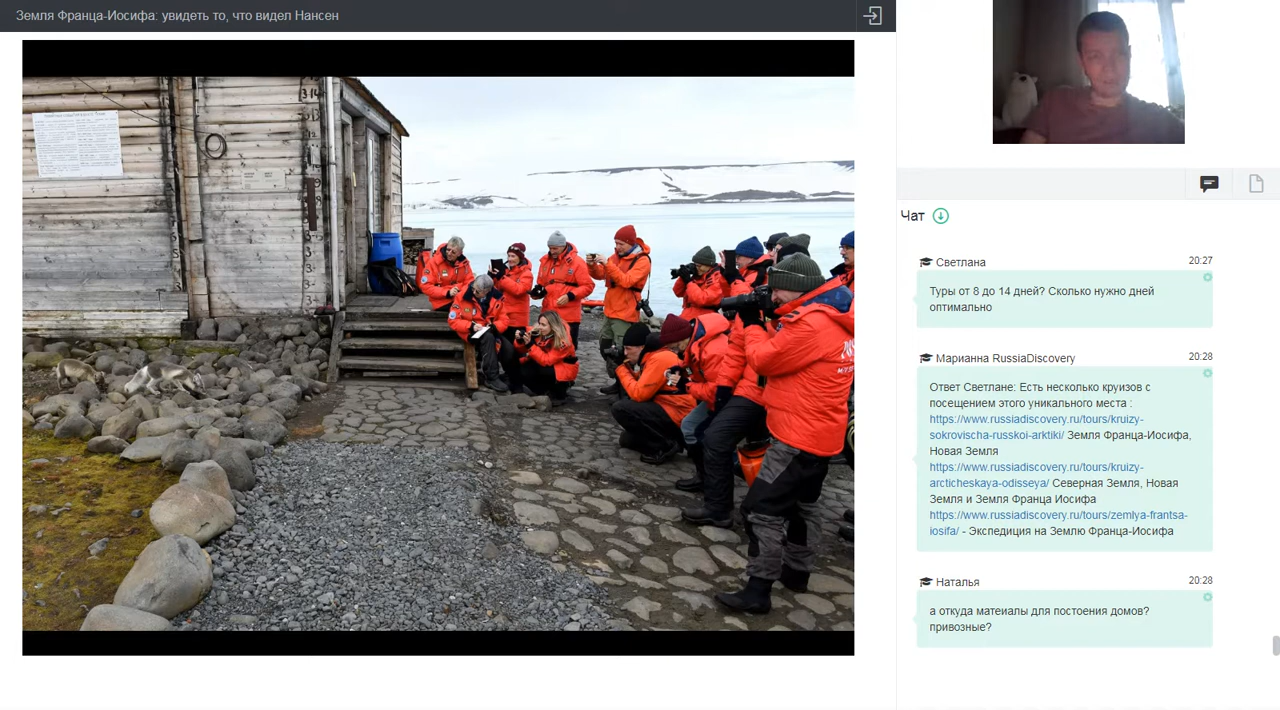 Земля Франца-Иосифа: увидеть то, что видел Нансен
Чат
Светлана
20:27
Туры от 8 до 14 дней? Сколько нужно дней
оптимально
Марианна RussiaDiscovery
20:28
Ответ Светлане: Есть несколько круизов с
посещением этого уникального места :
https://www.russiadiscovery.ru/tours/kruizy-
sokrovischa-russkoi-arktiki/ Земля Франца-Иосифа,
Новая Земля
https://www.russiadiscovery.ru/tours/kruizy-
arcticheskaya-odisseya/ Северная Земля, Новая
Земля и Земля Франца Иосифа
https://www.russiadiscovery.ru/tours/zemlya-frantsa-
iosifa/ - Экспедиция на Землю Франца-Иосифа
Наталья
20:28
а откуда матеиалы для постоения домов?
привозные?